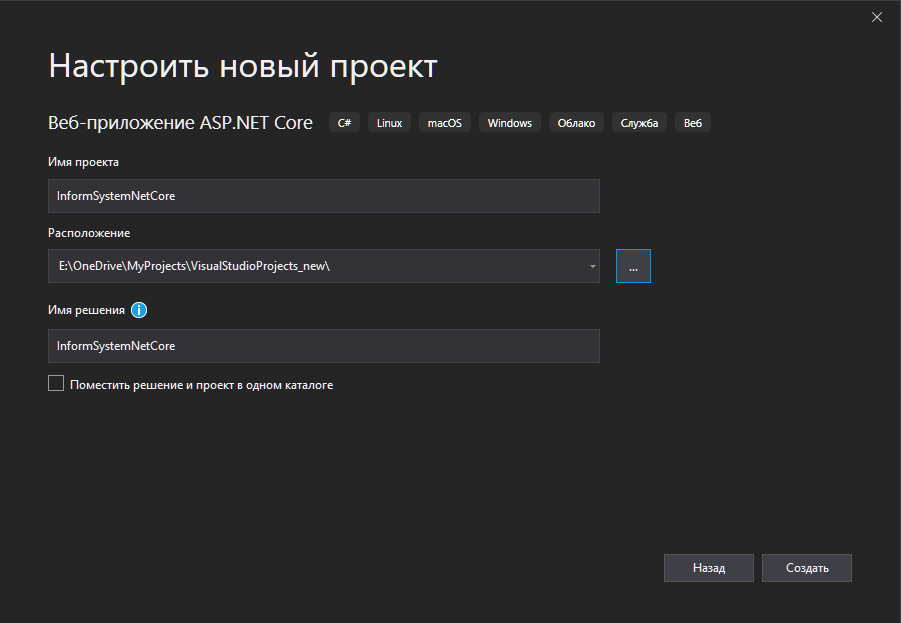 Настроить новый проект
Веб-приложение ASP.NET Core C# Linux macOS Windows Облако Служба Веб
Имя проекта
InformSystemNetCore
Расположение
E:\OneDrive\MyProjects\VisualStudioProjects_new\
...
Имя решения
InformSystemNetCore
Поместить решение и проект в одном каталоге
Назад Создать